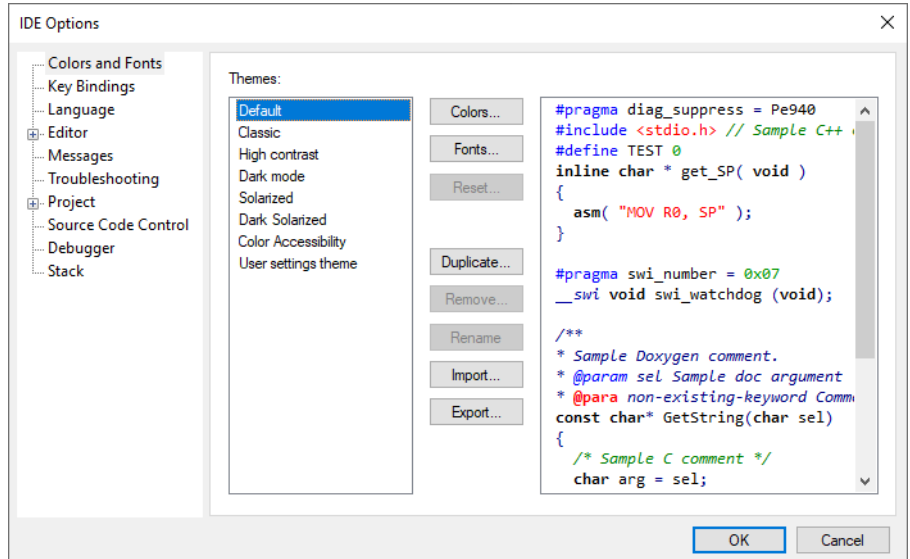 IDE Options
Colors and Fonts
Key Bindings
Language
Editor
Messages
Troubleshooting
Project
Source Code Control
Debugger
Stack
Themes:
Default
Classic
High contrast
Dark mode
Solarized
Dark Solarized
Color Accessibility
User settings theme
Colors...
Fonts...
Reset...
Duplicate...
Remove...
Rename
Import...
Export...
#pragma diag_suppress = Pe940
#include <stdio.h> // Sample C++
#define TEST 0
inline char * get_SP( void )
{
  asm( "MOV R0, SP" );
}
#pragma swi_number = 0x07
__swi void swi_watchdog (void);
/**
* Sample Doxygen comment.
* @param sel Sample doc argument
* @para non-existing-keyword Comm
const char* GetString(char sel)
{
  /* Sample C comment */
  char arg = sel;
OK
Cancel